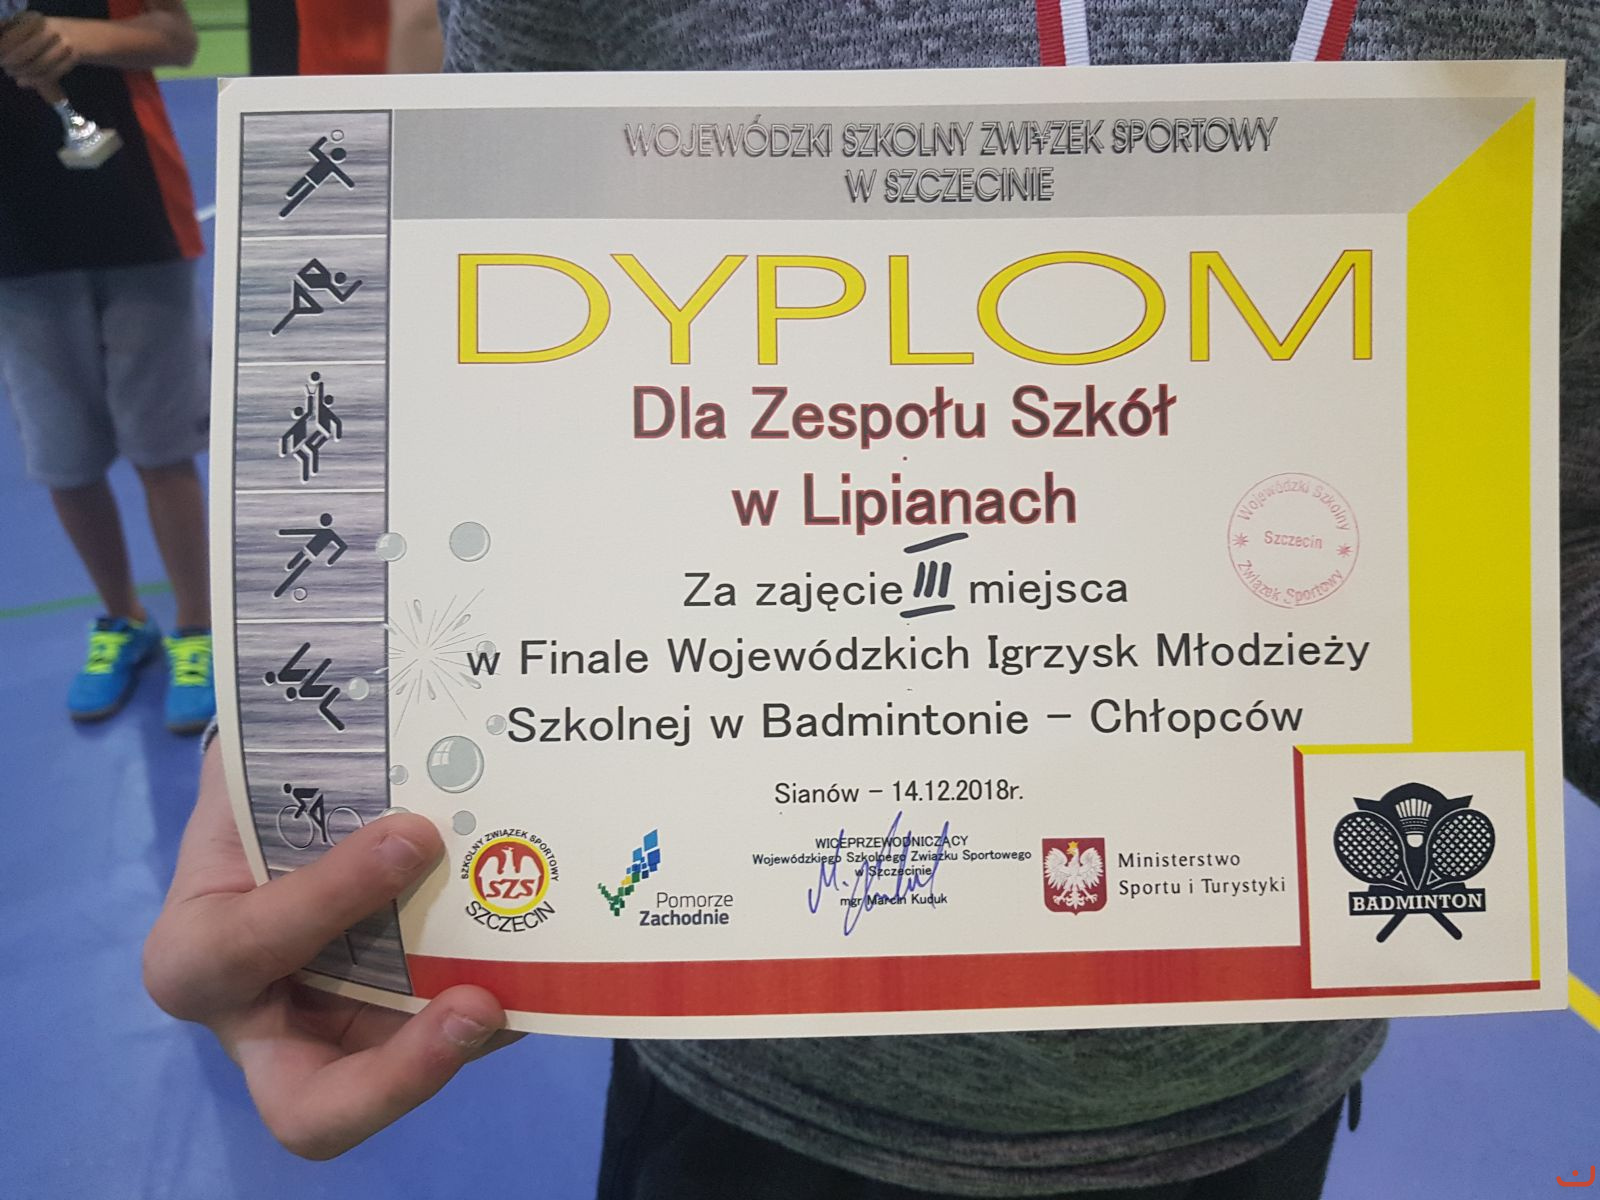 WOJEWÓDZKI SZKOLNY ZWI¥ZEK SPORTOWY
W SZCZECINIE
DYPLOM
Dla Zespołu Szkół
w Lipianach
Za zajęcie III miejsca
w Finale Wojewódzkich Igrzysk Młodzieży
Szkolnej w Badmintonie – Chłopców
Sianów – 14.12.2018r.
Wojewódzki Szkolny
Szczecin
Związek Sportowy
SZKOLNY ZWIĄZEK SPORTOWY
SZS
SZCZECIN
Pomorze
Zachodnie
WICEPRZEWODNICZĄCY
Wojewódzkiego Szkolnego Związku Sportowego
w Szczecinie
mgr Marcin Kuduk
Ministerstwo
Sportu i Turystyki
BADMINTON